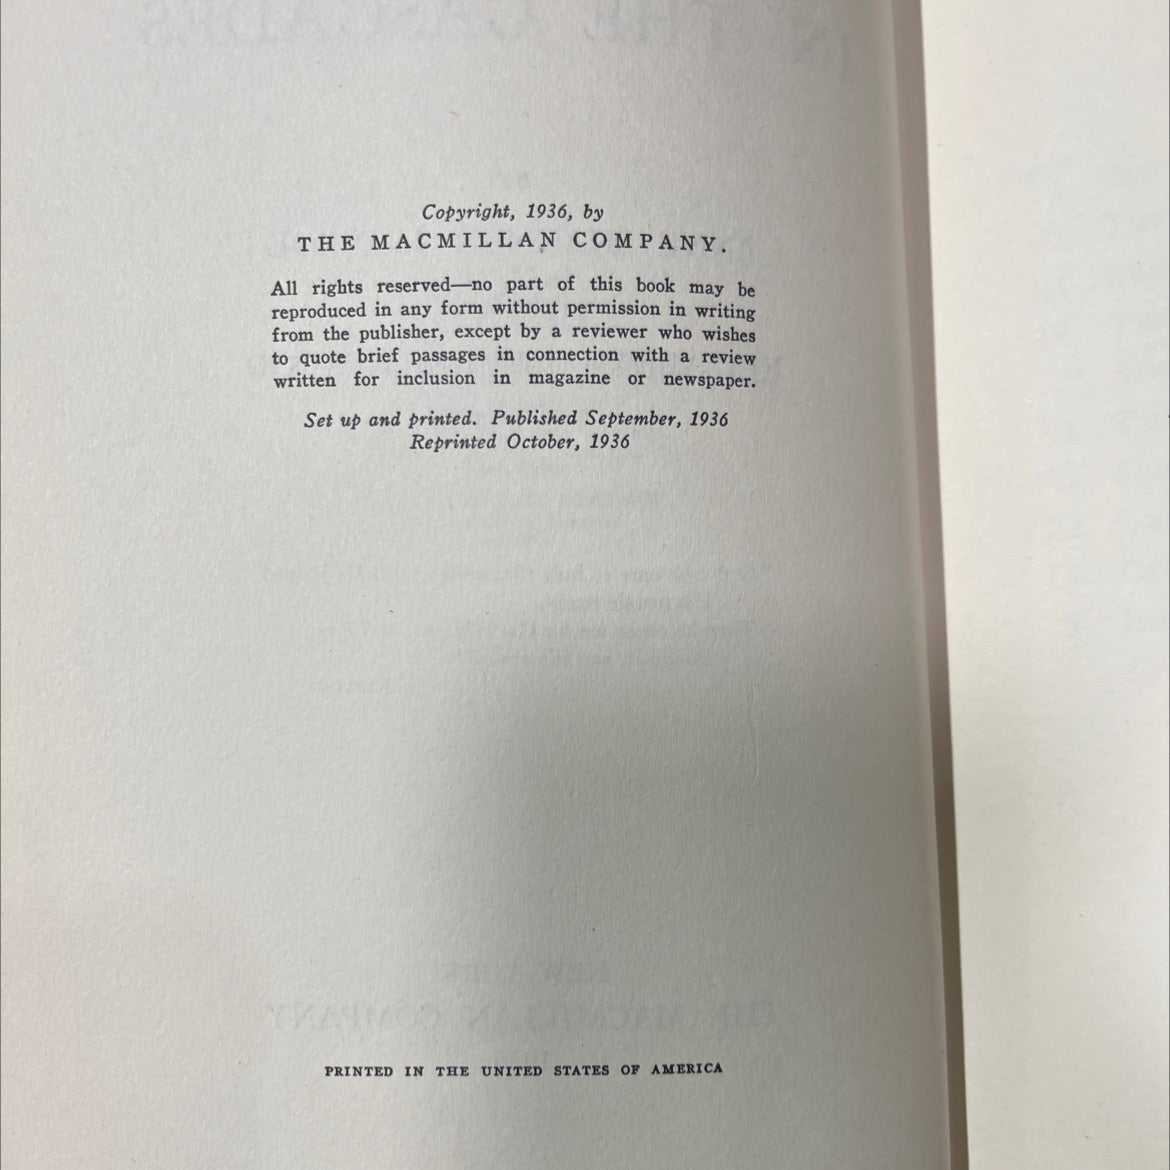 Copyright, 1936, by
THE MACMILLAN COMPANY.
All rights reserved—no part of this book may be
reproduced in any form without permission in writing
from the publisher, except by a reviewer who wishes
to quote brief passages in connection with a review
written for inclusion in magazine or newspaper.
Set up and printed. Published September, 1936
Reprinted October, 1936
PRINTED IN THE UNITED STATES OF AMERICA